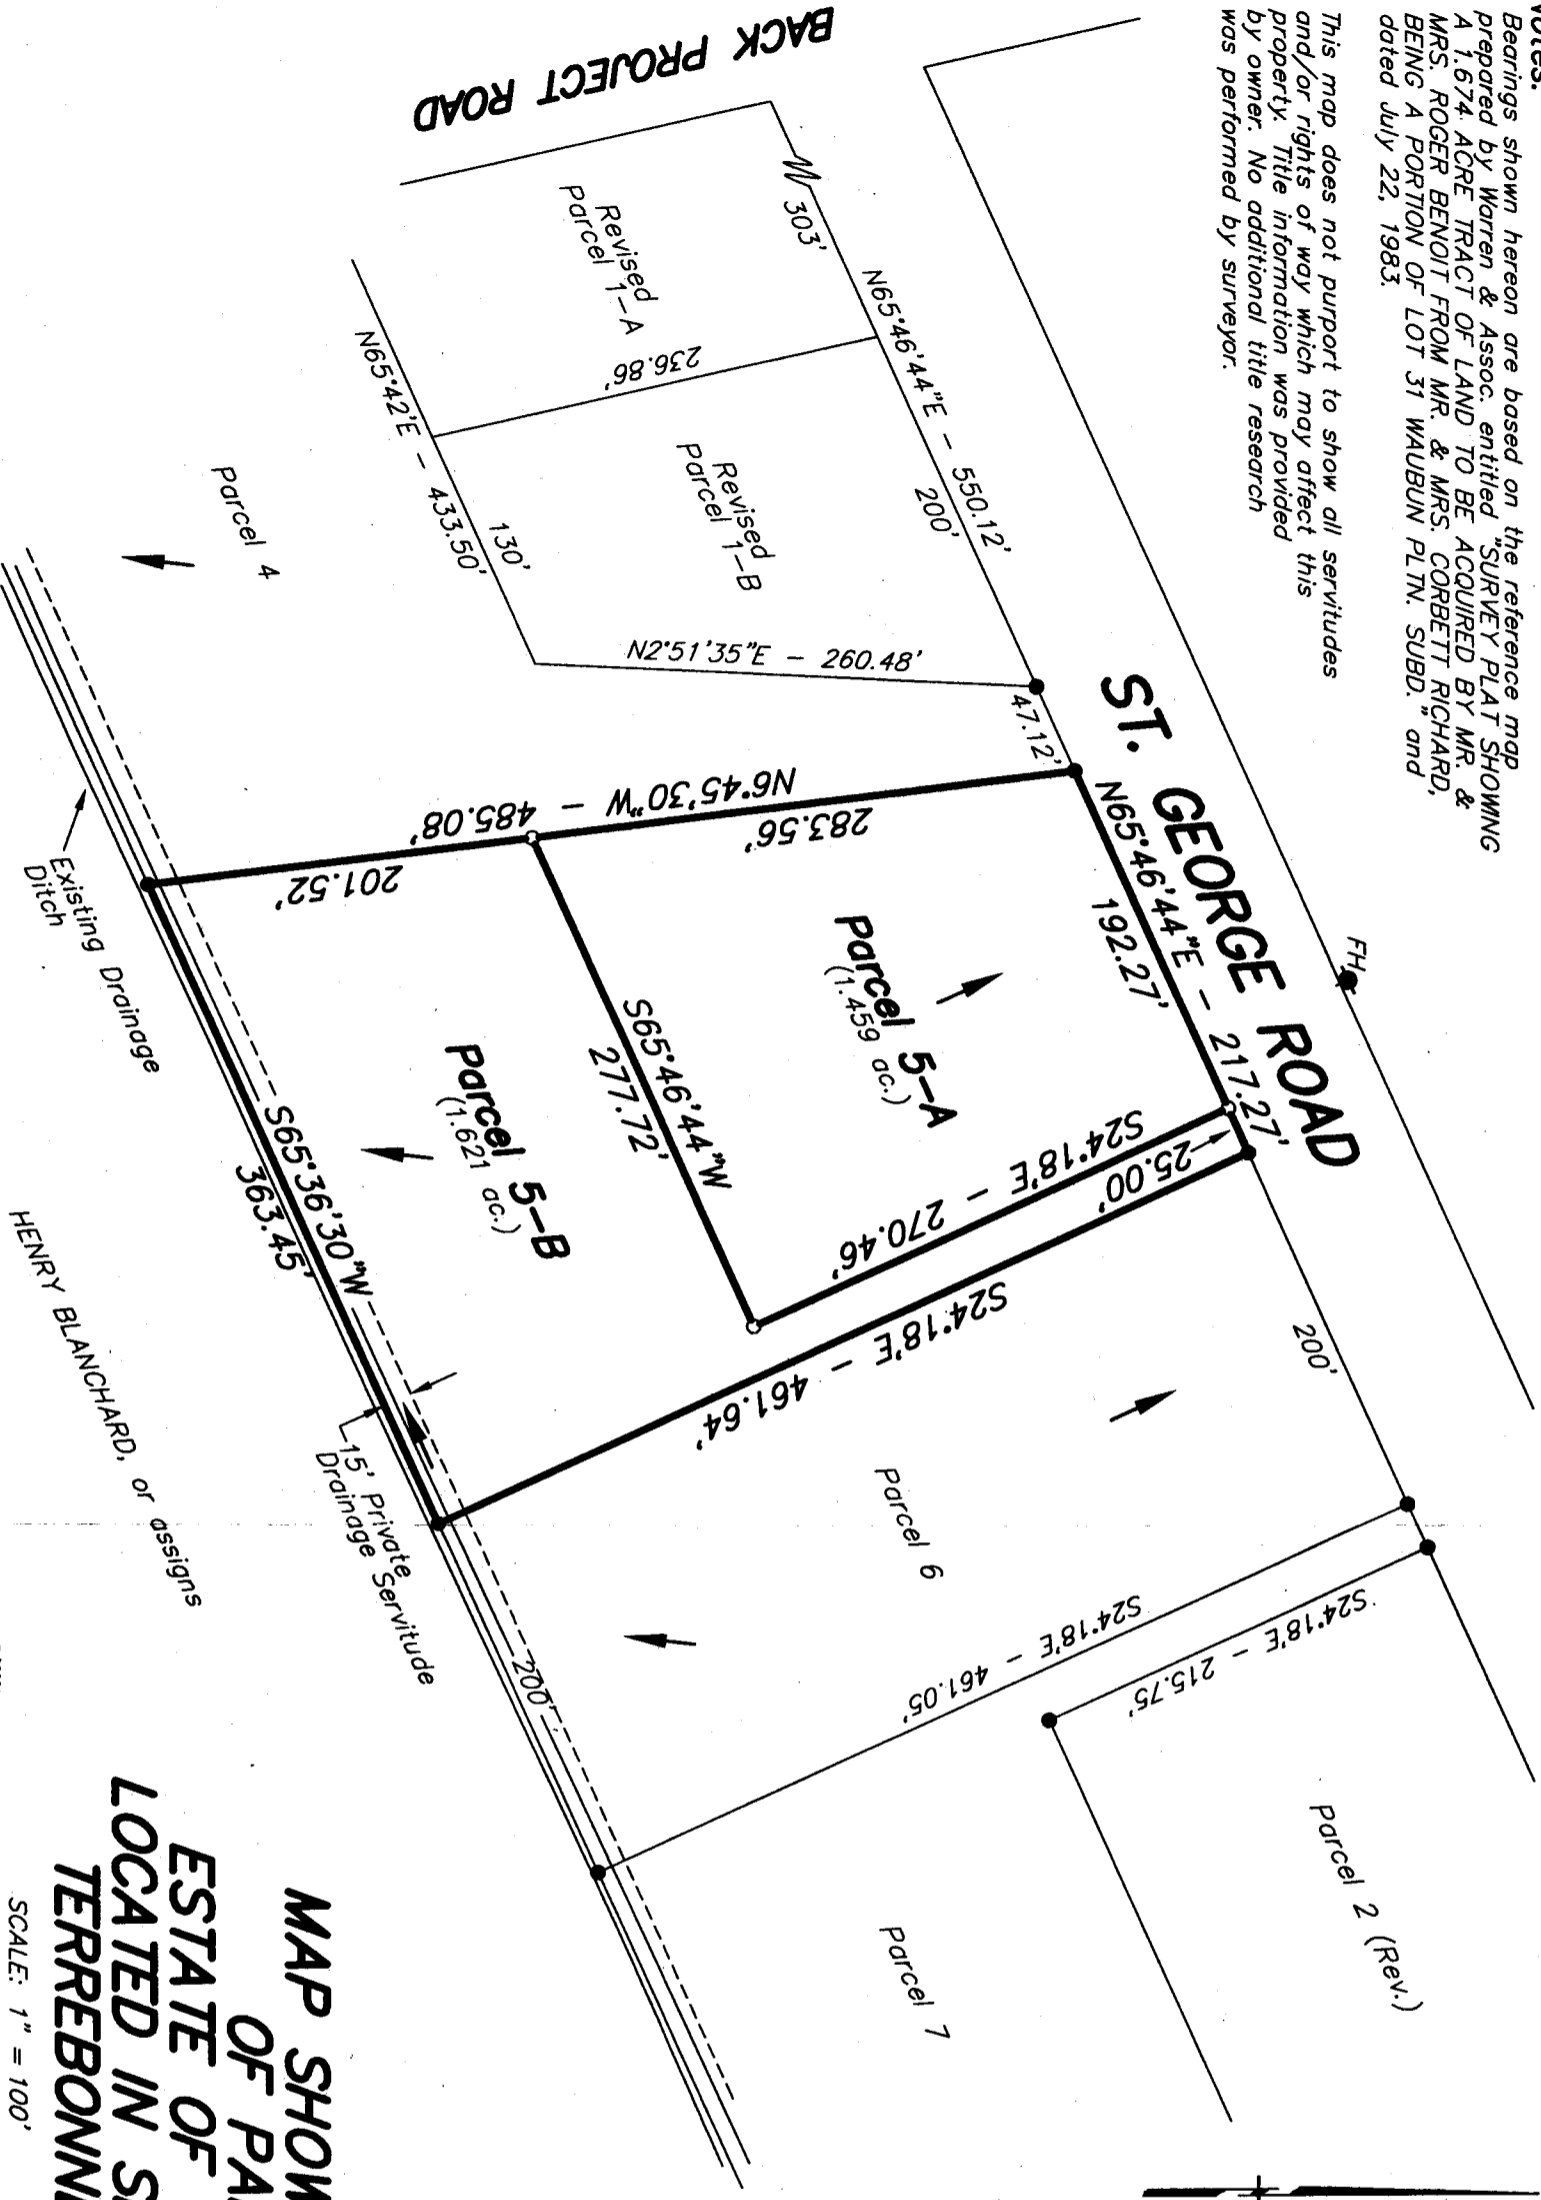 Notes:
Bearings shown hereon are based on the reference map
prepared by Warren & Assoc. entitled "SURVEY PLAT SHOWING
A 1.674 ACRE TRACT OF LAND TO BE ACQUIRED BY MR. &
MRS. ROGER BENOIT FROM MR. & MRS. CORBETT RICHARD,
BEING A PORTION OF LOT 31 WAUBUN PLTN. SUBD." and
dated July 22, 1983.
This map does not purport to show all servitudes
and/or rights of way which may affect this
property. Title information was provided
by owner. No additional title research
was performed by surveyor.
BACK PROJECT ROAD
ST. GEORGE ROAD
FH
303'
N65°46'44"E - 550.12'
200'
47.12'
Revised
Parcel 1-A
236.86'
Revised
Parcel 1-B
N65°42'E - 433.50'
130'
N2°51'35"E - 260.48'
Parcel 4
N65°46'44"E - 217.27'
192.27'
25.00'
N6°45'30"W - 485.08'
283.56'
201.52'
Parcel 5-A
(1.459 ac.)
S65°46'44"W
277.72'
S24°18'E - 270.46'
S24°18'E - 461.64'
Parcel 5-B
(1.621 ac.)
S65°36'30"W
363.45'
Existing Drainage
Ditch
15' Private
Drainage Servitude
HENRY BLANCHARD, or assigns
200'
Parcel 6
200'
S24°18'E - 461.05'
S24°18'E - 215.75'
Parcel 2 (Rev.)
Parcel 7
MAP SHOW
OF PA
ESTATE OF
LOCATED IN S
TERREBONN
SCALE: 1" = 100'